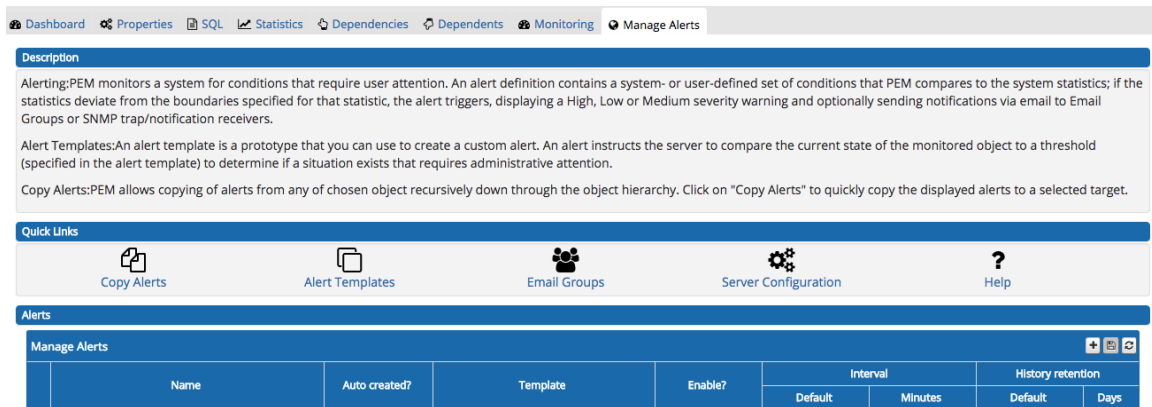 Dashboard Properties SQL Statistics Dependencies Dependents Monitoring Manage Alerts
Description
Alerting:PEM monitors a system for conditions that require user attention. An alert definition contains a system- or user-defined set of conditions that PEM compares to the system statistics; if the
statistics deviate from the boundaries specified for that statistic, the alert triggers, displaying a High, Low or Medium severity warning and optionally sending notifications via email to Email
Groups or SNMP trap/notification receivers.
Alert Templates:An alert template is a prototype that you can use to create a custom alert. An alert instructs the server to compare the current state of the monitored object to a threshold
(specified in the alert template) to determine if a situation exists that requires administrative attention.
Copy Alerts:PEM allows copying of alerts from any of chosen object recursively down through the object hierarchy. Click on "Copy Alerts" to quickly copy the displayed alerts to a selected target.
Quick Links
Copy Alerts Alert Templates Email Groups Server Configuration Help
Alerts
Manage Alerts
Name Auto created? Template Enable? Interval History retention
Default Minutes Default Days